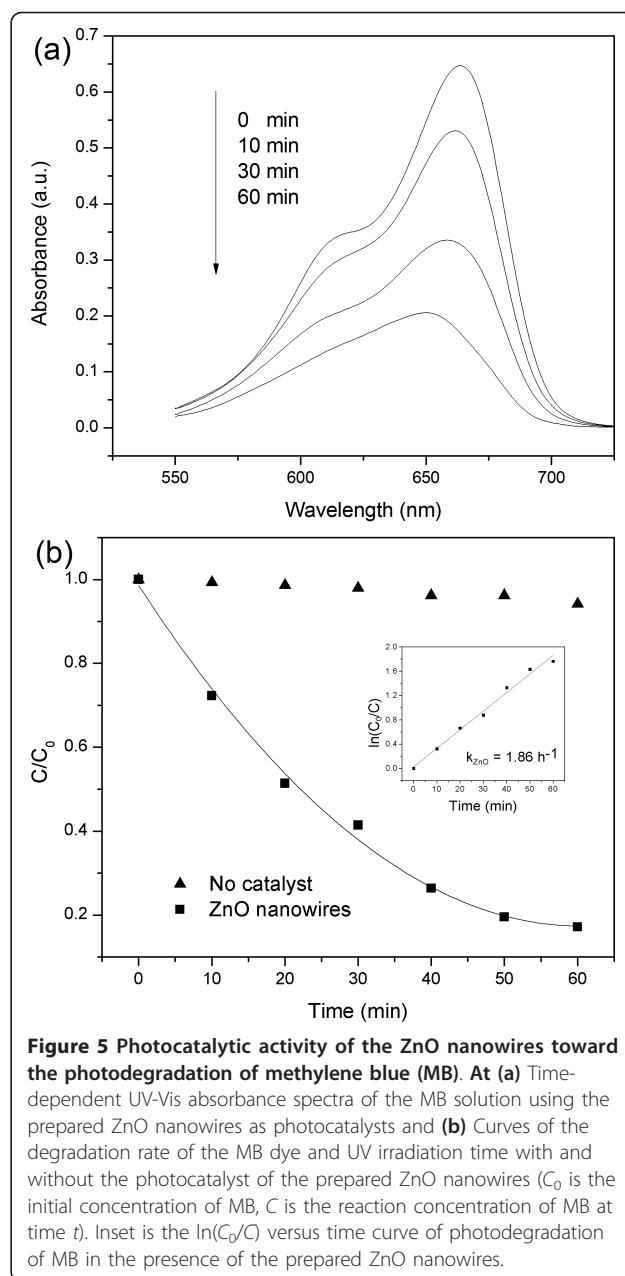 (a)
0.7
0.6
0.5
0.4
0.3
0.2
0.1
0.0
Absorbance (a.u.)
0 min
10 min
30 min
60 min
550 600 650 700
Wavelength (nm)
(b)
1.0
0.8
0.6
0.4
0.2
C/C₀
No catalyst
ZnO nanowires
0 10 20 30 40 50 60
Time (min)
2.0
1.6
1.2
0.8
0.4
0.0
ln(C₀/C)
k_ZnO = 1.86 h⁻¹
0 10 20 30 40 50 60
Time (min)
Figure 5 Photocatalytic activity of the ZnO nanowires toward
the photodegradation of methylene blue (MB). At (a) Time-
dependent UV-Vis absorbance spectra of the MB solution using the
prepared ZnO nanowires as photocatalysts and (b) Curves of the
degradation rate of the MB dye and UV irradiation time with and
without the photocatalyst of the prepared ZnO nanowires (C₀ is the
initial concentration of MB, C is the reaction concentration of MB at
time t). Inset is the ln(C₀/C) versus time curve of photodegradation
of MB in the presence of the prepared ZnO nanowires.